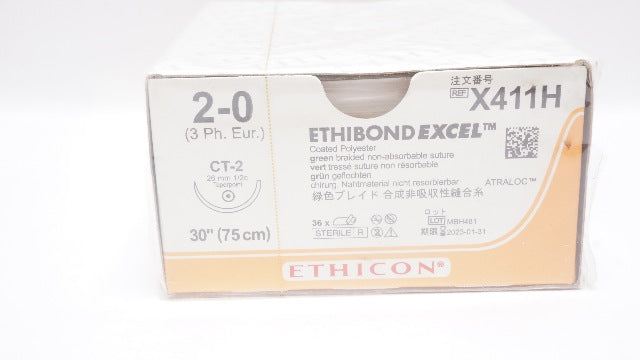 2-0
(3 Ph. Eur.)
CT-2
26 mm 1/2c
Taperpoint
30" (75 cm)
注文番号
REF X411H
ETHIBOND EXCEL™
Coated Polyester
green braided non-absorbable suture
vert tresse suture non résorbable
grün geflochten
chirurg. Nahtmaterial nicht resorbierbar
ATRALOC™
緑色ブレイド 合成非吸収性縫合糸
36 x
STERILE R
ロット
LOT MBH481
期限 2023-01-31
ETHICON®